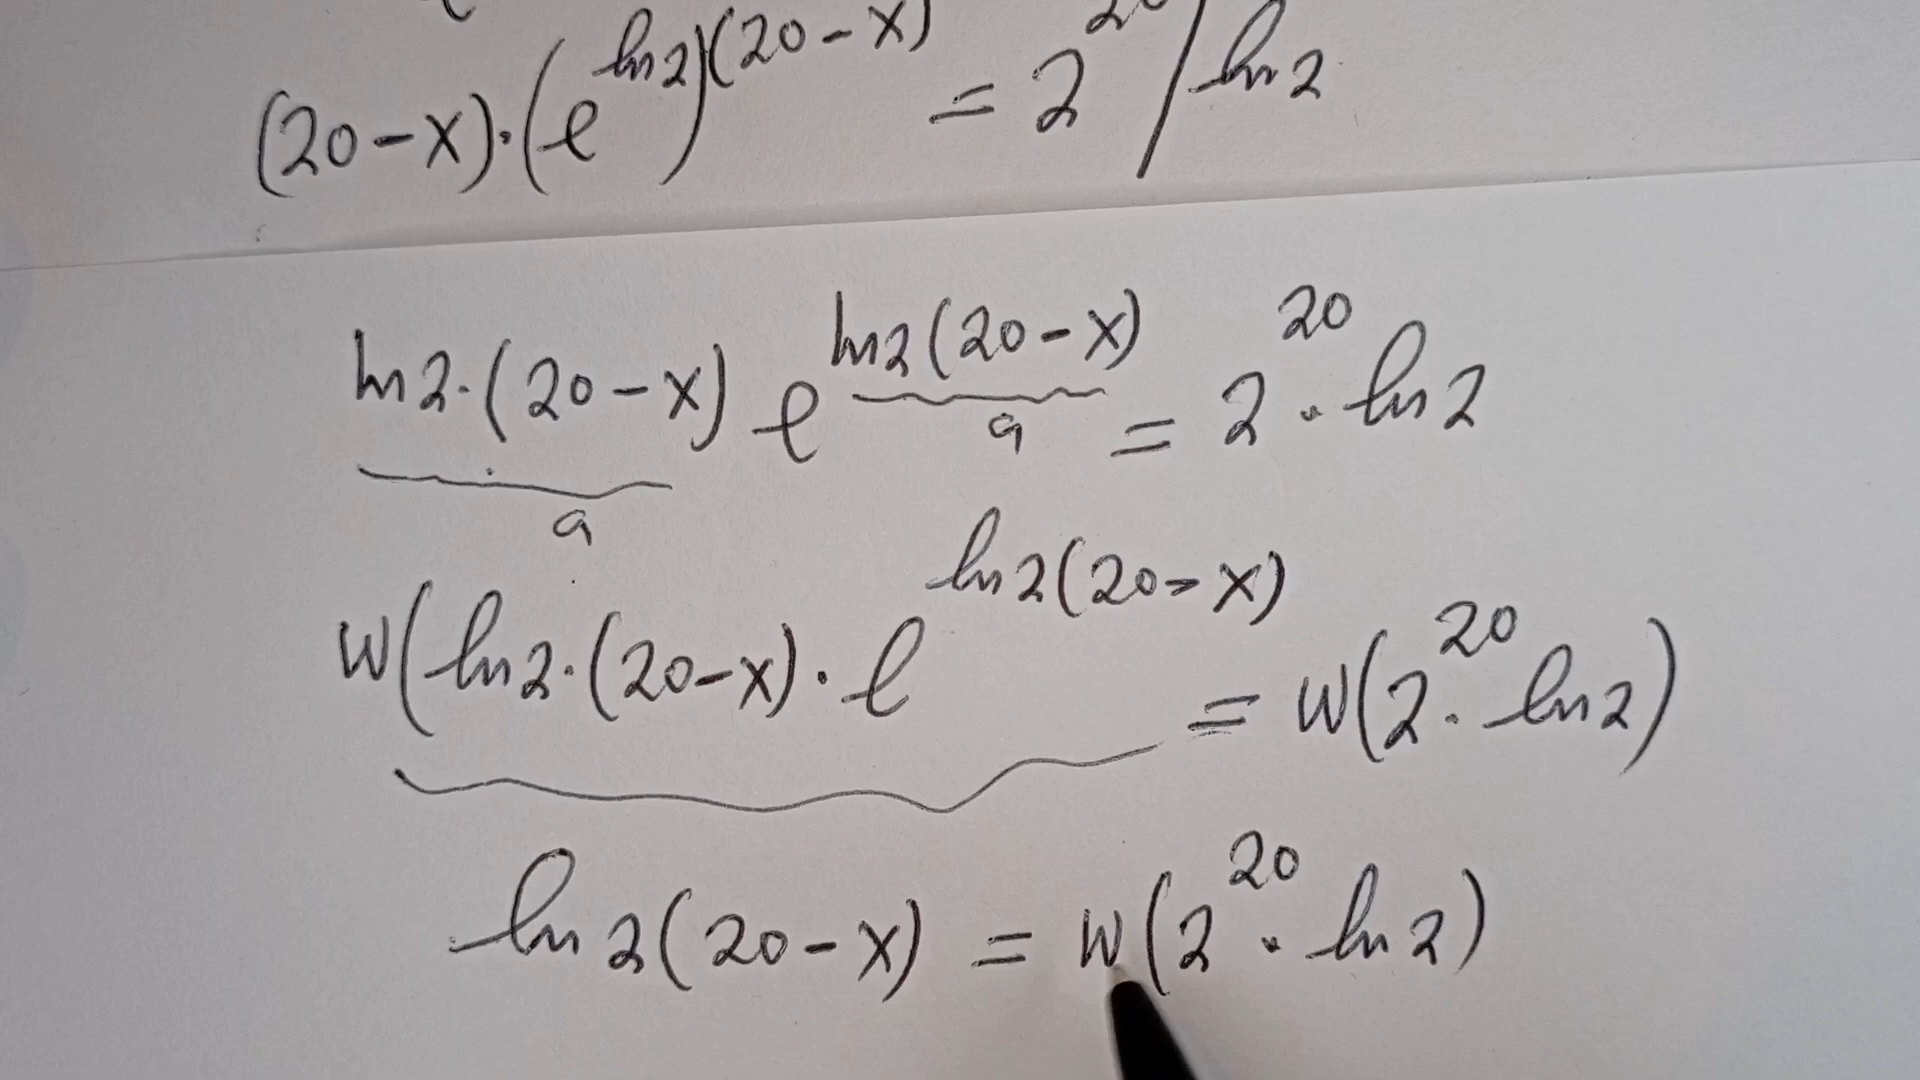 (20-x)·(e^ln2)^(20-x) = 2^20 / ln2
ln2·(20-x) e^ln2(20-x) = 2^20 · ln2
a a
W(ln2·(20-x)·e^ln2(20-x)) = W(2^20 · ln2)
ln2(20-x) = W(2^20 · ln2)